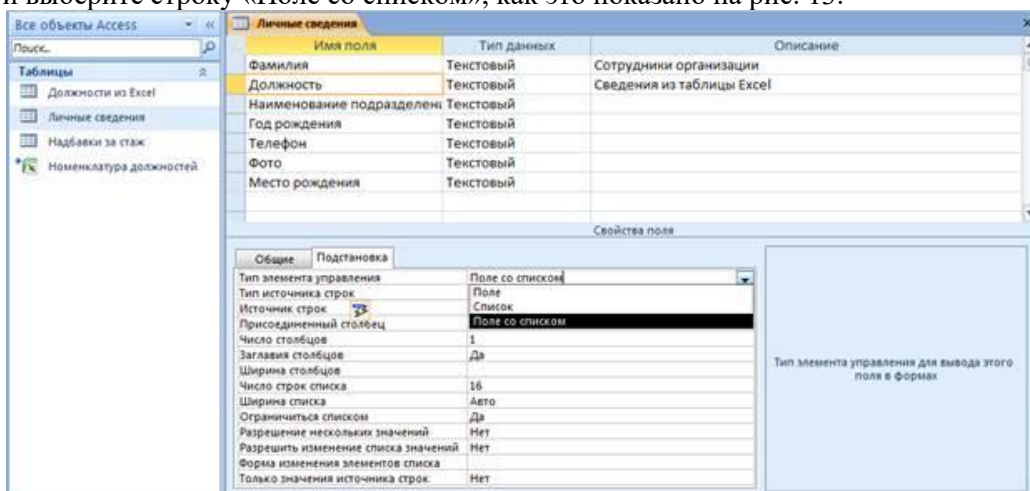 и выберите строку «Поле со списком», как это показано на рис. 13.
Все объекты Access
Поиск...
Таблицы
Должности из Excel
Личные сведения
Надбавки за стаж
Номенклатура должностей
Личные сведения
Имя поля Тип данных Описание
Фамилия Текстовый Сотрудники организации
Должность Текстовый Сведения из таблицы Excel
Наименование подразделени Текстовый
Год рождения Текстовый
Телефон Текстовый
Фото Текстовый
Место рождения Текстовый
Свойства поля
Общие Подстановка
Тип элемента управления Поле со списком
Тип источника строк Поле
Источник строк Список
Присоединенный столбец Поле со списком
Число столбцов 1
Заглавия столбцов Да
Ширина столбцов
Число строк списка 16
Ширина списка Авто
Ограничиться списком Да
Разрешение нескольких значений Нет
Разрешить изменение списка значений Нет
Форма изменения элементов списка
Только значения источника строк Нет
Тип элемента управления для вывода этого
поля в формах